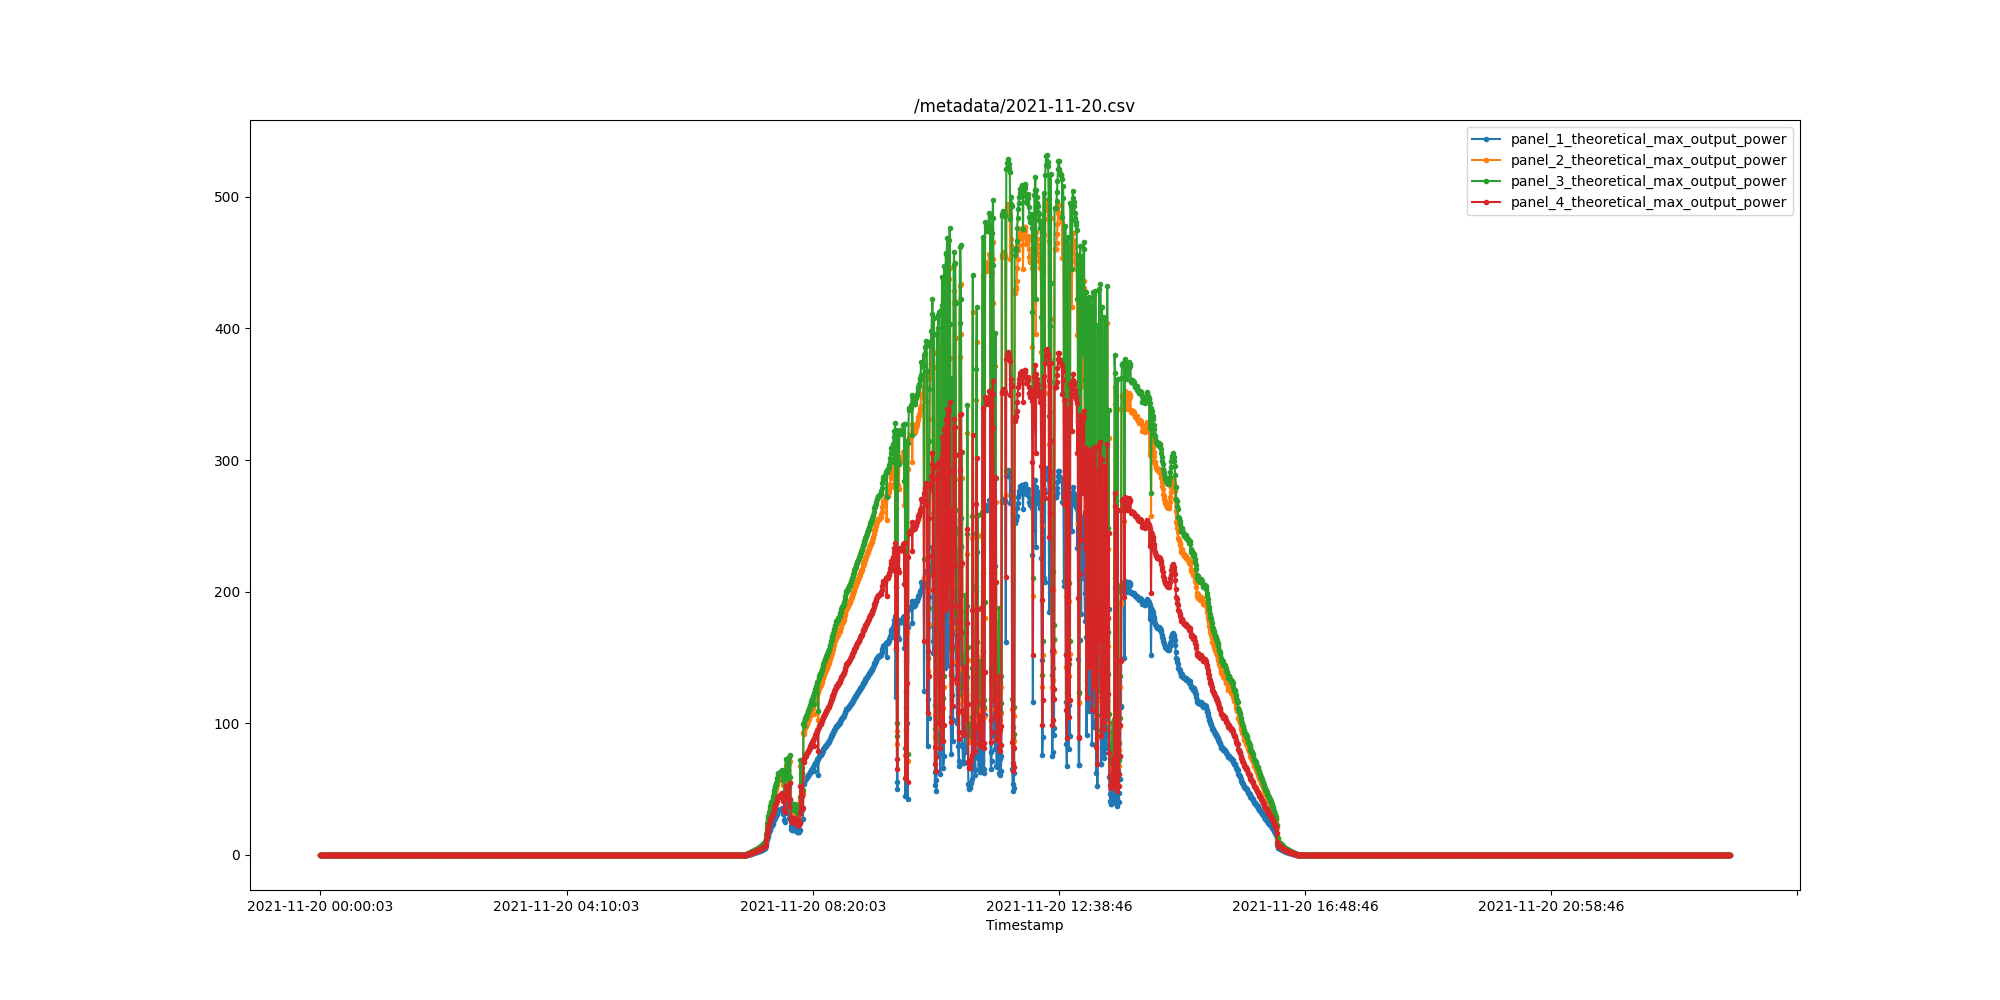 /metadata/2021-11-20.csv
panel_1_theoretical_max_output_power
panel_2_theoretical_max_output_power
panel_3_theoretical_max_output_power
panel_4_theoretical_max_output_power
500
400
300
200
100
0
2021-11-20 00:00:03 2021-11-20 04:10:03 2021-11-20 08:20:03 2021-11-20 12:38:46 2021-11-20 16:48:46 2021-11-20 20:58:46
Timestamp